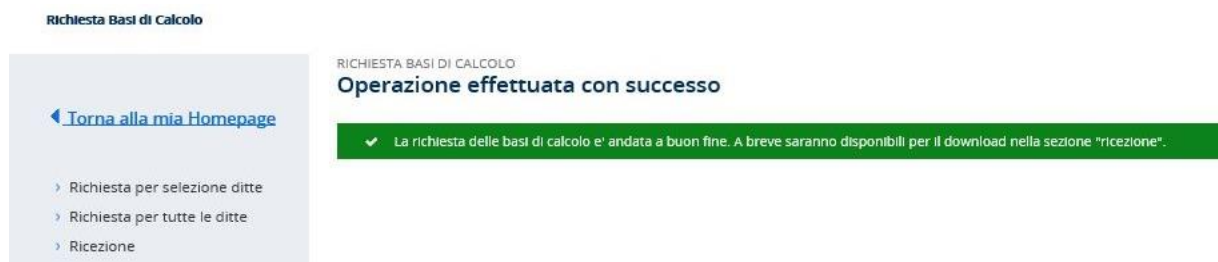 Richiesta Basi di Calcolo
RICHIESTA BASI DI CALCOLO
Operazione effettuata con successo
Torna alla mia Homepage
La richiesta delle basi di calcolo e' andata a buon fine. A breve saranno disponibili per il download nella sezione "ricezione".
Richiesta per selezione ditte
Richiesta per tutte le ditte
Ricezione